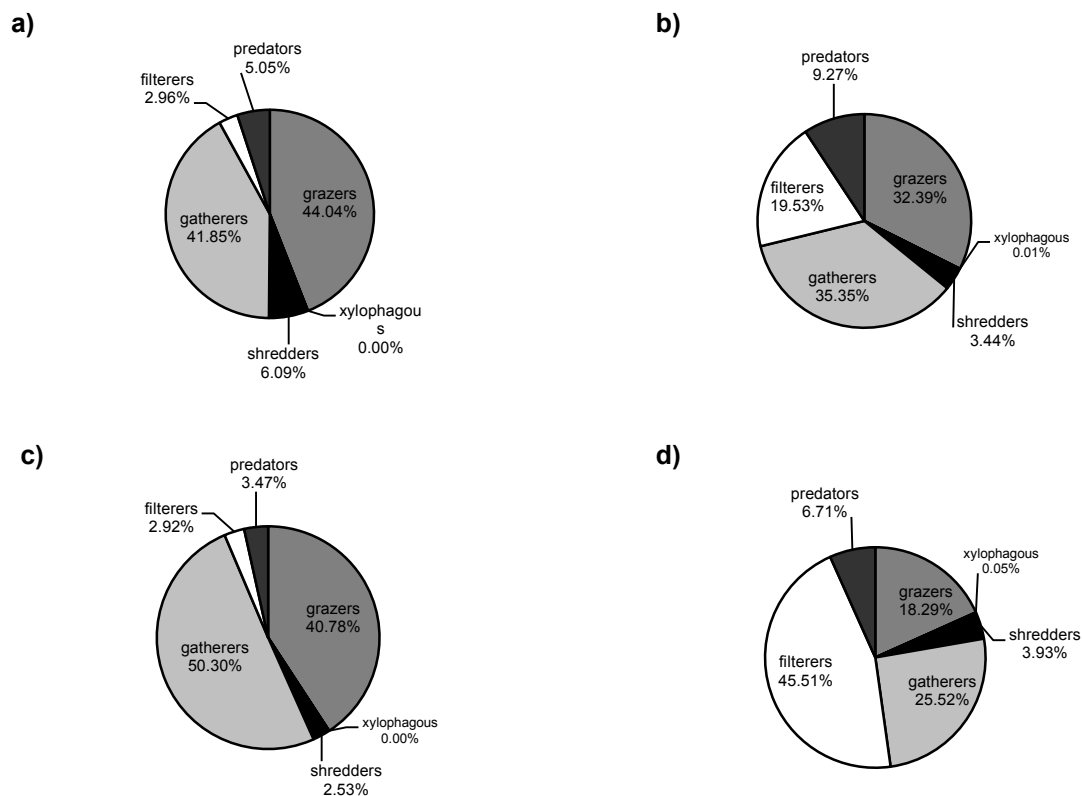 a)
predators
5.05%
filterers
2.96%
grazers
44.04%
gatherers
41.85%
xylophagou
s
0.00%
shredders
6.09%
b)
predators
9.27%
filterers
19.53%
grazers
32.39%
xylophagous
0.01%
gatherers
35.35%
shredders
3.44%
c)
predators
3.47%
filterers
2.92%
grazers
40.78%
gatherers
50.30%
xylophagous
0.00%
shredders
2.53%
d)
predators
6.71%
xylophagous
0.05%
grazers
18.29%
shredders
3.93%
filterers
45.51%
gatherers
25.52%